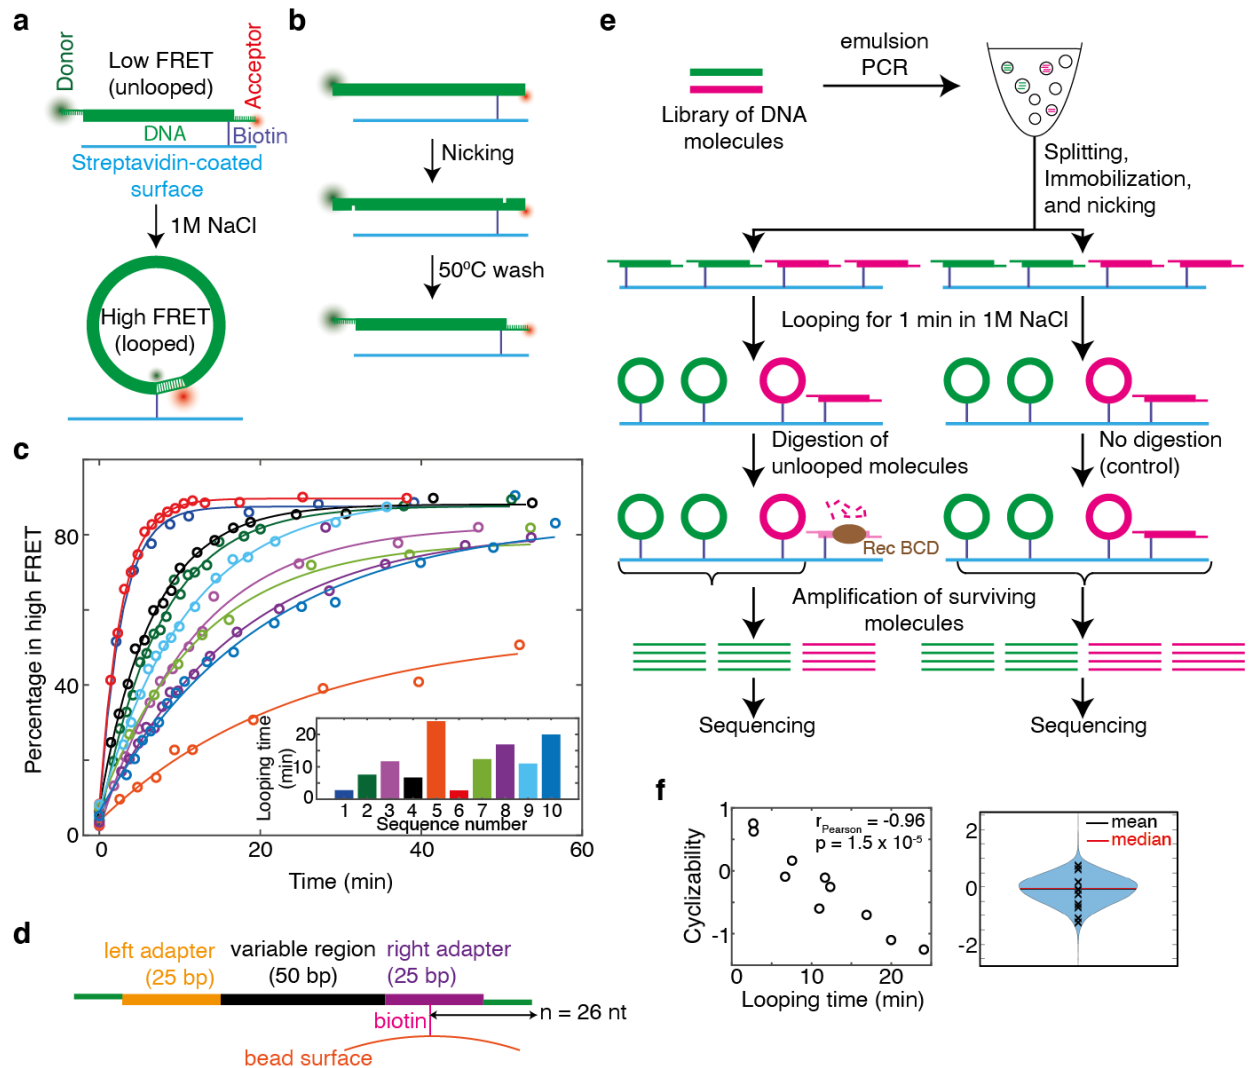 a
Donor
Low FRET
(unlooped)
Acceptor
DNA
Biotin
Streptavidin-coated
surface
1M NaCl
High FRET
(looped)
b
Nicking
50ºC wash
c
Percentage in high FRET
80
40
0
0
20
40
60
Time (min)
Looping time
(min)
20
10
0
1 2 3 4 5 6 7 8 9 10
Sequence number
d
left adapter
(25 bp)
variable region
(50 bp)
right adapter
(25 bp)
biotin
n = 26 nt
bead surface
e
Library of DNA
molecules
emulsion
PCR
Splitting,
Immobilization,
and nicking
Looping for 1 min in 1M NaCl
Digestion of
unlooped molecules
No digestion
(control)
Rec BCD
Amplification of surviving
molecules
Sequencing
Sequencing
f
Cyclizability
1
0
-1
0
10
20
Looping time (min)
rPearson = -0.96
p = 1.5 x 10-5
2
0
-2
mean
median